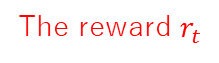 The reward $r_t$